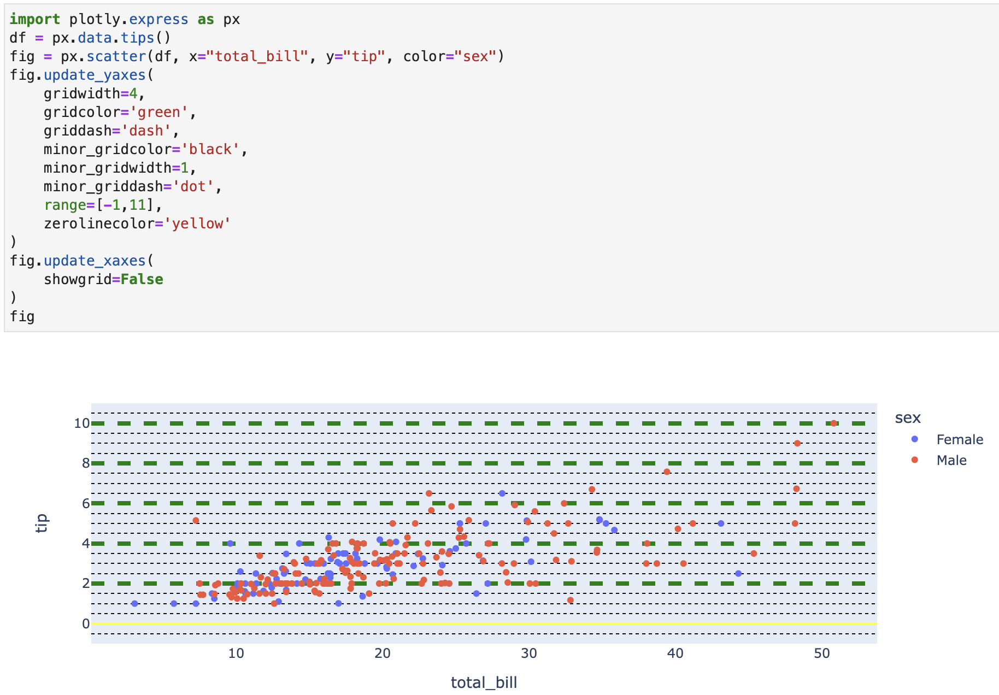 import plotly.express as px
df = px.data.tips()
fig = px.scatter(df, x="total_bill", y="tip", color="sex")
fig.update_yaxes(
    gridwidth=4,
    gridcolor='green',
    griddash='dash',
    minor_gridcolor='black',
    minor_gridwidth=1,
    minor_griddash='dot',
    range=[-1,11],
    zerolinecolor='yellow'
)
fig.update_xaxes(
    showgrid=False
)
fig
10
8
6
4
2
0
tip
10 20 30 40 50
total_bill
sex
Female
Male